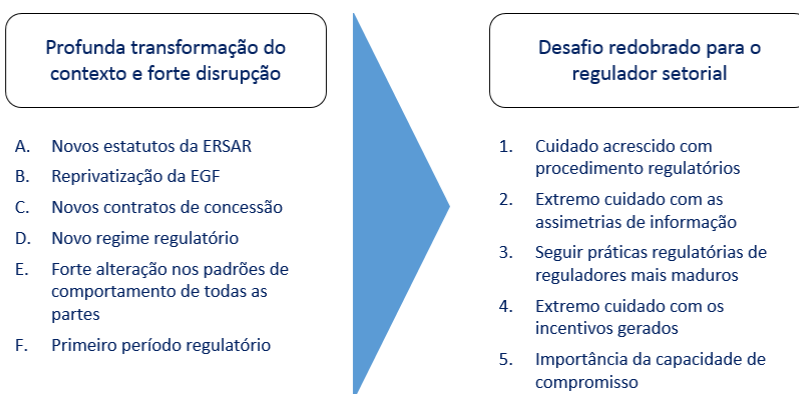 Profunda transformação do
contexto e forte disrupção
A. Novos estatutos da ERSAR
B. Reprivatização da EGF
C. Novos contratos de concessão
D. Novo regime regulatório
E. Forte alteração nos padrões de
comportamento de todas as
partes
F. Primeiro período regulatório
Desafio redobrado para o
regulador setorial
1. Cuidado acrescido com
procedimento regulatórios
2. Extremo cuidado com as
assimetrias de informação
3. Seguir práticas regulatórias de
reguladores mais maduros
4. Extremo cuidado com os
incentivos gerados
5. Importância da capacidade de
compromisso